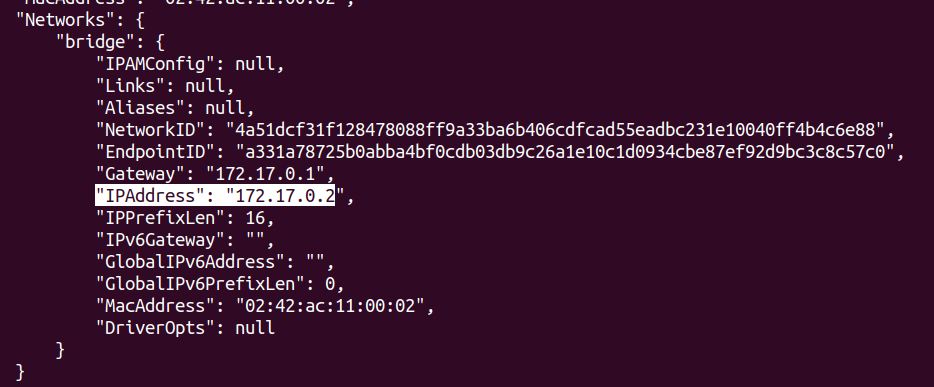 "MacAddress": "02:42:ac:11:00:02",
"Networks": {
"bridge": {
"IPAMConfig": null,
"Links": null,
"Aliases": null,
"NetworkID": "4a51dcf31f128478088ff9a33ba6b406cdfcad55eadbc231e10040ff4b4c6e88",
"EndpointID": "a331a78725b0abba4bf0cdb03db9c26a1e10c1d0934cbe87ef92d9bc3c8c57c0",
"Gateway": "172.17.0.1",
"IPAddress": "172.17.0.2",
"IPPrefixLen": 16,
"IPv6Gateway": "",
"GlobalIPv6Address": "",
"GlobalIPv6PrefixLen": 0,
"MacAddress": "02:42:ac:11:00:02",
"DriverOpts": null
}
}